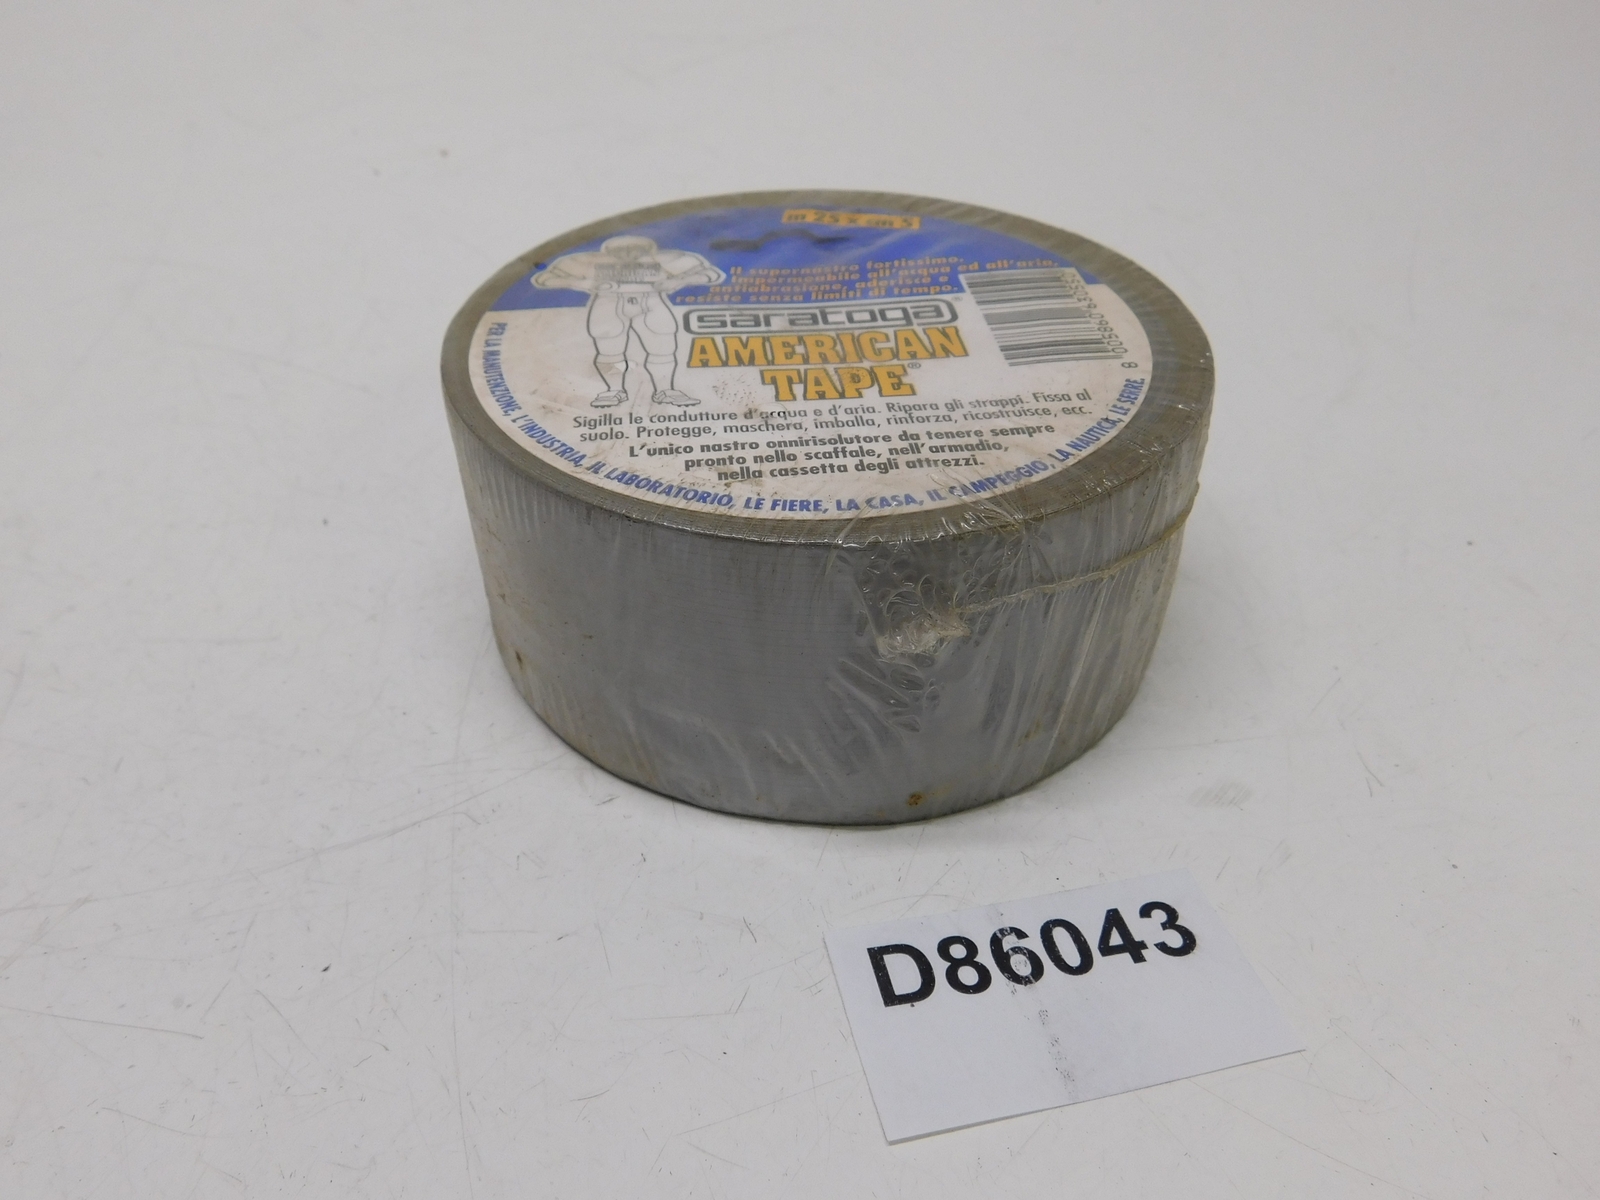 m 25 x cm 5
Il supernastro fortissimo.
Impermeabile all'acqua ed all'aria,
antiabrasione, aderisce e
resiste senza limiti di tempo.
saratoga®
AMERICAN
TAPE®
Sigilla le condutture d'acqua e d'aria. Ripara gli strappi. Fissa al
suolo. Protegge, maschera, imballa, rinforza, ricostruisce, ecc.
L'unico nastro onnirisolutore da tenere sempre
pronto nello scaffale, nell'armadio,
nella cassetta degli attrezzi.
PER LA MANUTENZIONE, L'INDUSTRIA, IL LABORATORIO, LE FIERE, LA CASA, IL CAMPEGGIO, LA NAUTICA, LE SERRE
D86043